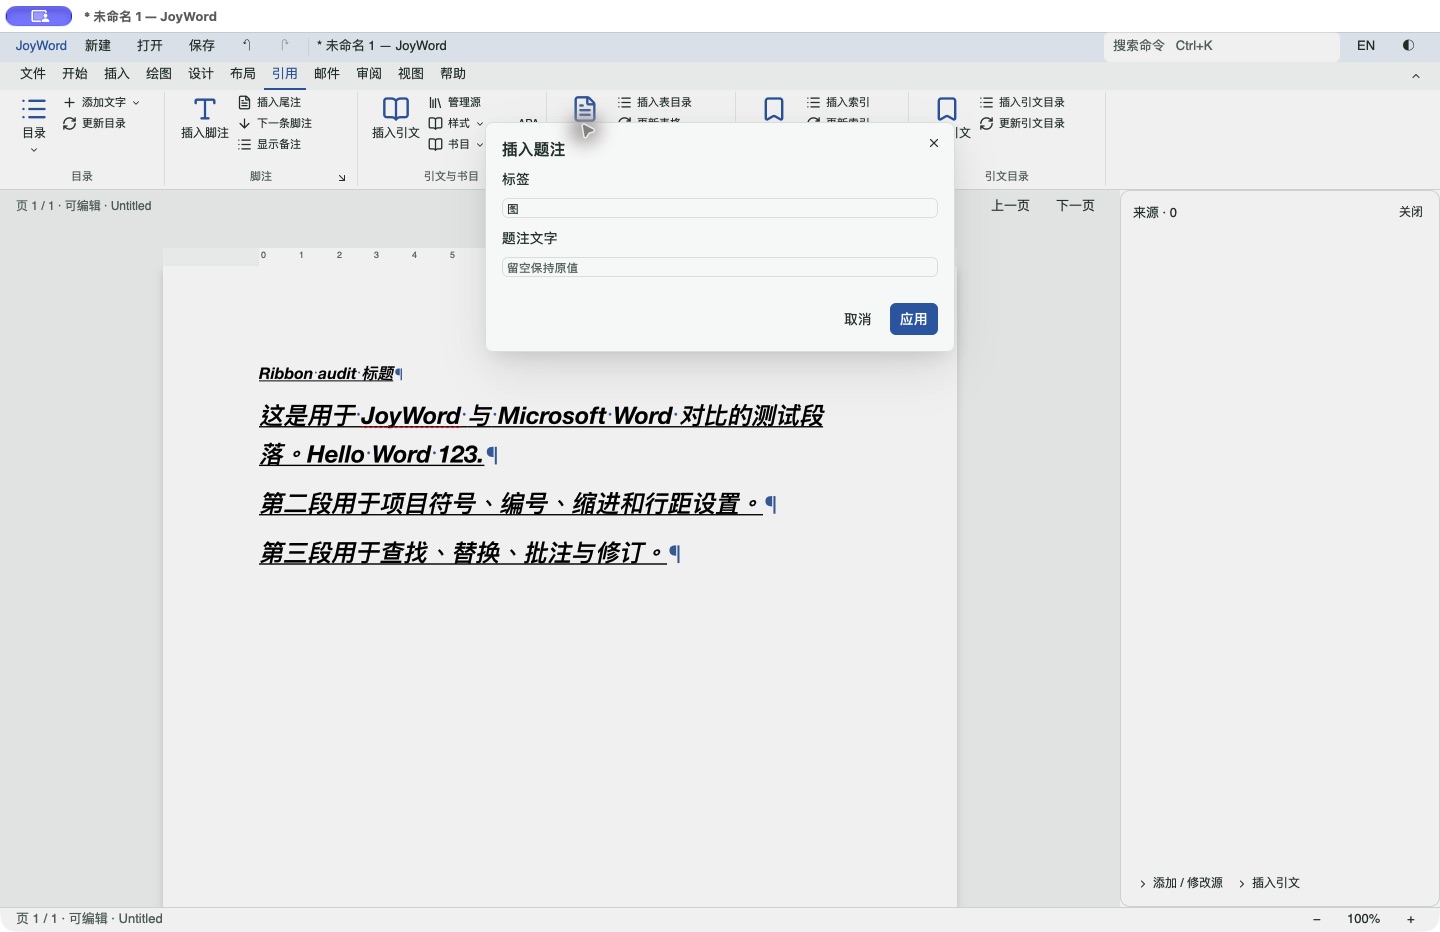 * 未命名 1 — JoyWord
JoyWord 新建 打开 保存 * 未命名 1 — JoyWord 搜索命令 Ctrl+K EN
文件 开始 插入 绘图 设计 布局 引用 邮件 审阅 视图 帮助
目录
添加文字
更新目录
目录
插入脚注
插入尾注
下一条脚注
显示备注
脚注
插入引文
管理源
样式
书目
引文与书目
插入表目录
插入索引
插入引文目录
更新引文目录
引文目录
插入题注
标签
图
题注文字
留空保持原值
取消 应用
页 1 / 1 · 可编辑 · Untitled
上一页 下一页
0 1 2 3 4 5
Ribbon·audit·标题¶
这是用于·JoyWord·与·Microsoft·Word·对比的测试段
落。Hello·Word·123.¶
第二段用于项目符号、编号、缩进和行距设置。¶
第三段用于查找、替换、批注与修订。¶
来源 · 0 关闭
添加 / 修改源 插入引文
页 1 / 1 · 可编辑 · Untitled − 100% +